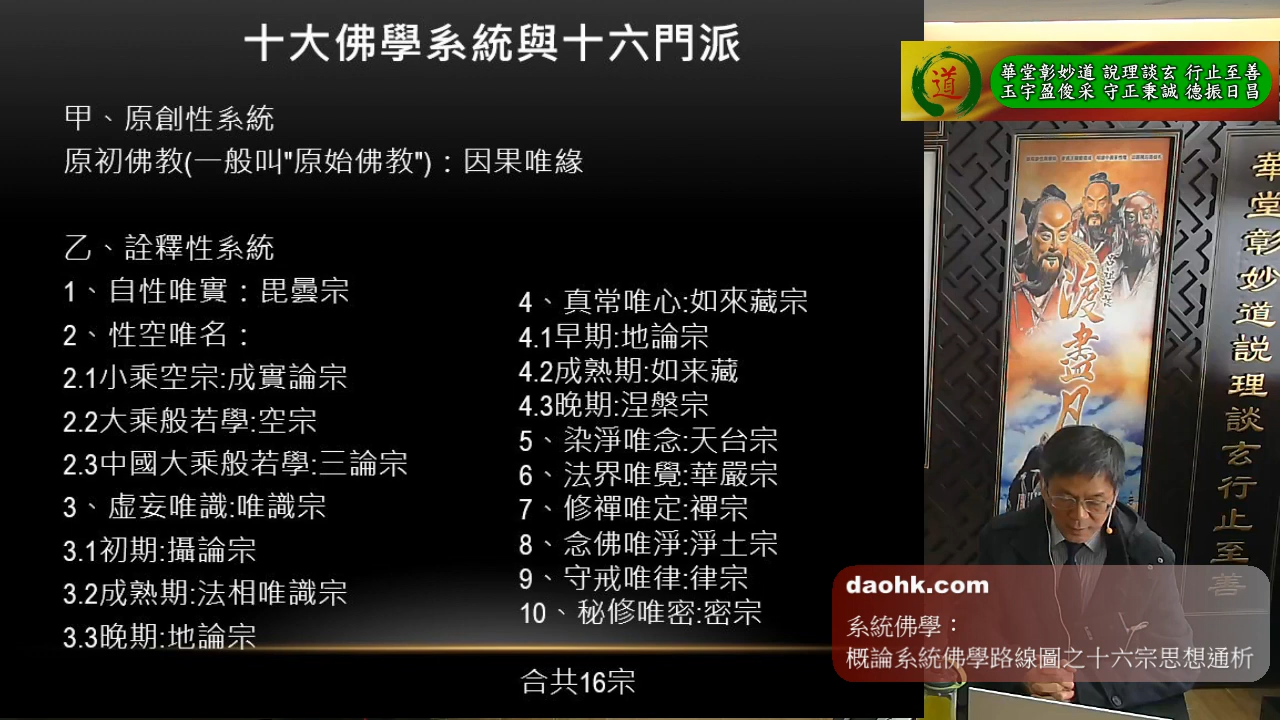 十大佛學系統與十六門派
甲、原創性系統
原初佛教(一般叫"原始佛教")：因果唯緣
乙、詮釋性系統
1、自性唯實：毘曇宗
2、性空唯名：
2.1小乘空宗:成實論宗
2.2大乘般若學:空宗
2.3中國大乘般若學:三論宗
3、虛妄唯識:唯識宗
3.1初期:攝論宗
3.2成熟期:法相唯識宗
3.3晚期:地論宗
4、真常唯心:如來藏宗
4.1早期:地論宗
4.2成熟期:如来藏
4.3晚期:涅槃宗
5、染淨唯念:天台宗
6、法界唯覺:華嚴宗
7、修禪唯定:禪宗
8、念佛唯淨:淨土宗
9、守戒唯律:律宗
10、秘修唯密:密宗
合共16宗
道
華堂彰妙道 說理談玄 行止至善
玉宇盈俊采 守正秉誠 德振日昌
渡盡凡
華堂彰妙道說理談玄行止至善
daohk.com
系統佛學：
概論系統佛學路線圖之十六宗思想通析